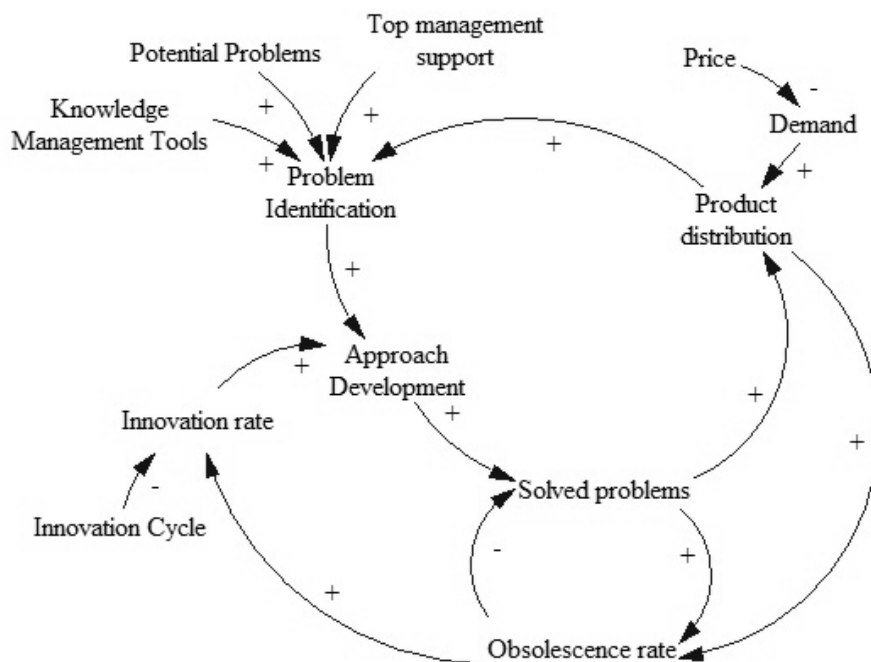 Top management
support
Potential Problems
Price
-
Knowledge
Management Tools
+
+
Demand
+
+
+
Problem
Identification
Product
distribution
+
+
Approach
Development
+
+
+
Innovation rate
-
Solved problems
Innovation Cycle
-
+
+
Obsolescence rate